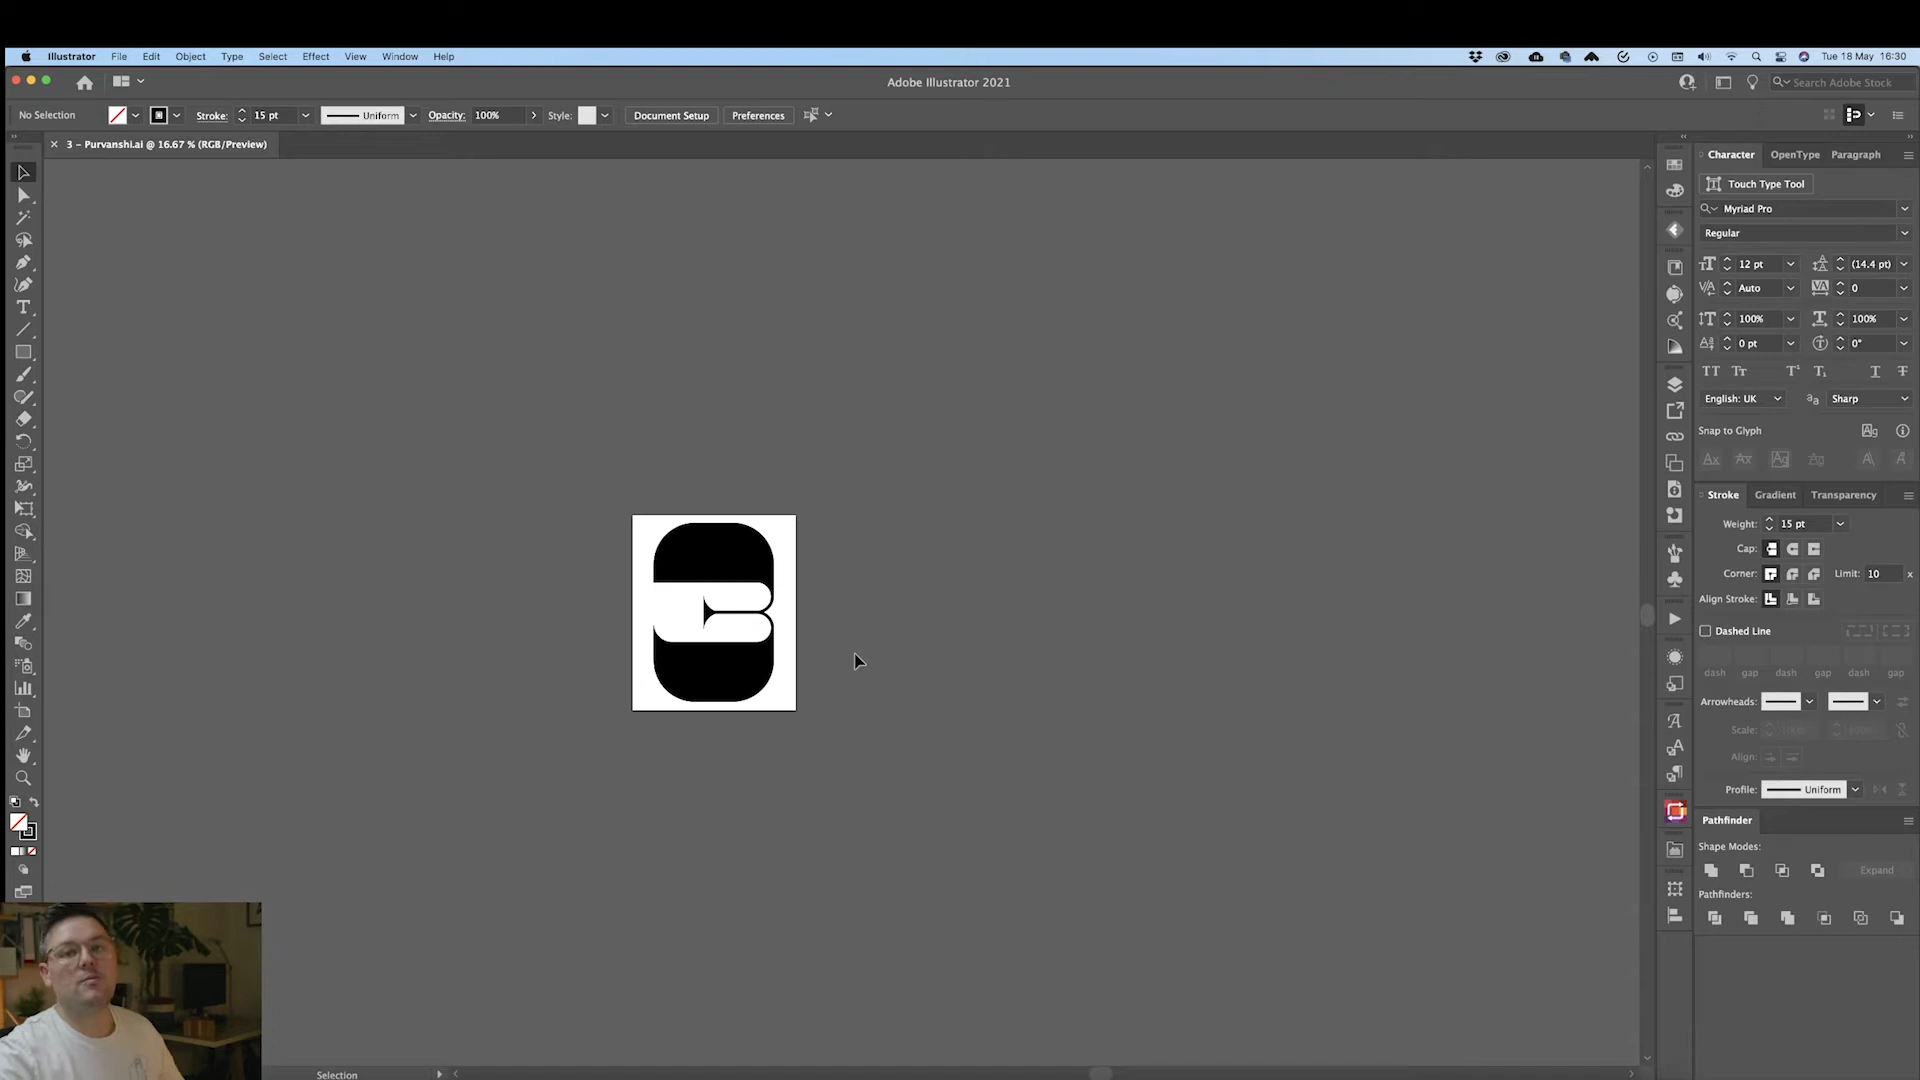 Illustrator File Edit Object Type Select Effect View Window Help
Tue 18 May 16:30
Adobe Illustrator 2021
Search Adobe Stock
No Selection
Stroke: 15 pt
Uniform
Opacity: 100%
Style:
Document Setup
Preferences
× 3 – Purvanshi.ai @ 16.67 % (RGB/Preview)
Character OpenType Paragraph
Touch Type Tool
Myriad Pro
Regular
12 pt (14.4 pt)
Auto 0
100% 100%
0 pt 0°
English: UK Sharp
Snap to Glyph
Stroke Gradient Transparency
Weight: 15 pt
Cap:
Corner: Limit: 10 x
Align Stroke:
Dashed Line
dash gap dash gap dash gap
Arrowheads:
Scale: 100% 100%
Align:
Profile: Uniform
Pathfinder
Shape Modes:
Expand
Pathfinders:
3
Selection